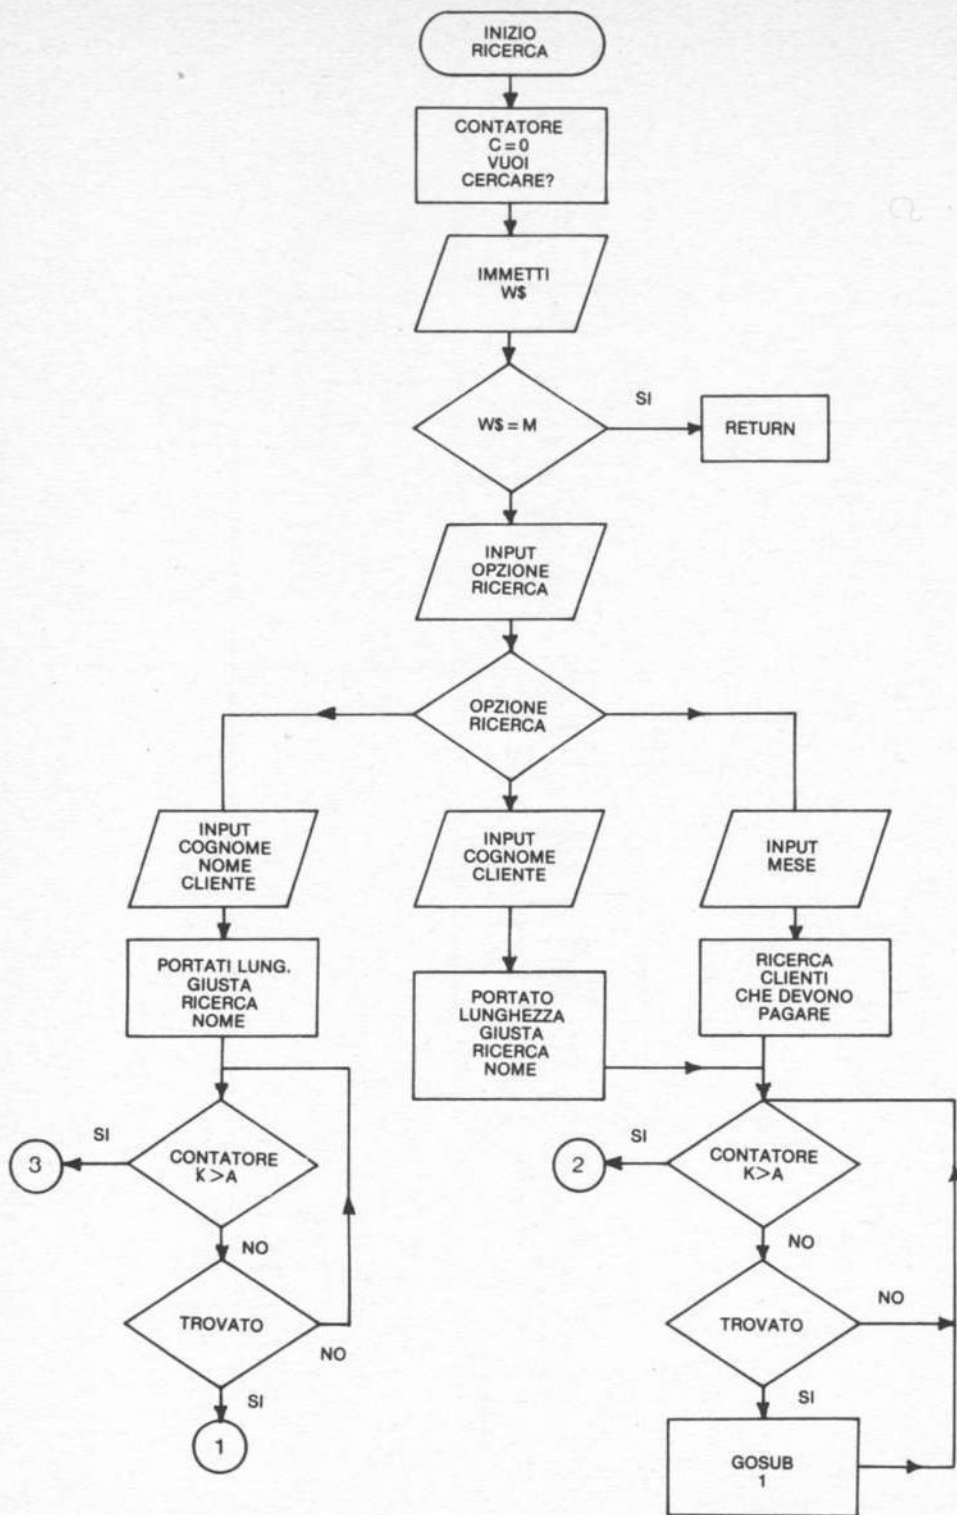 INIZIO
RICERCA
CONTATORE
C = 0
VUOI
CERCARE?
IMMETTI
W$
W$ = M
SI
RETURN
INPUT
OPZIONE
RICERCA
OPZIONE
RICERCA
INPUT
COGNOME
NOME
CLIENTE
INPUT
COGNOME
CLIENTE
INPUT
MESE
PORTATI LUNG.
GIUSTA
RICERCA
NOME
PORTATO
LUNGHEZZA
GIUSTA
RICERCA
NOME
RICERCA
CLIENTI
CHE DEVONO
PAGARE
SI
3
CONTATORE
K > A
NO
TROVATO
NO
SI
1
SI
2
CONTATORE
K > A
NO
TROVATO
NO
SI
GOSUB
1